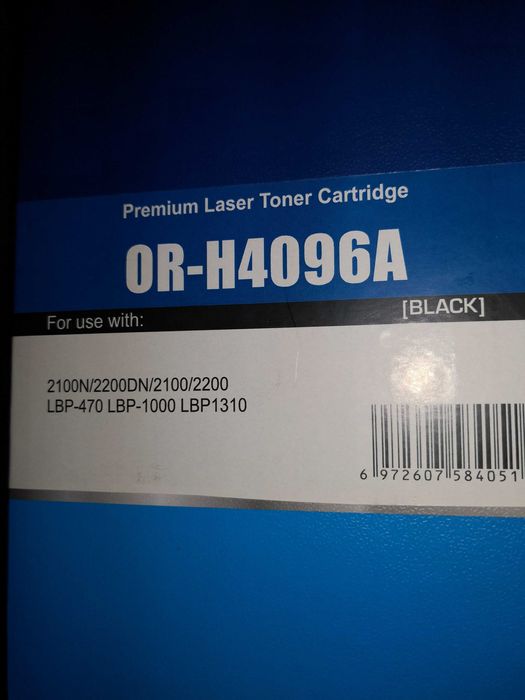 Premium Laser Toner Cartridge
OR-H4096A
[BLACK]
For use with:
2100N/2200DN/2100/2200
LBP-470 LBP-1000 LBP1310
6 972607 584051